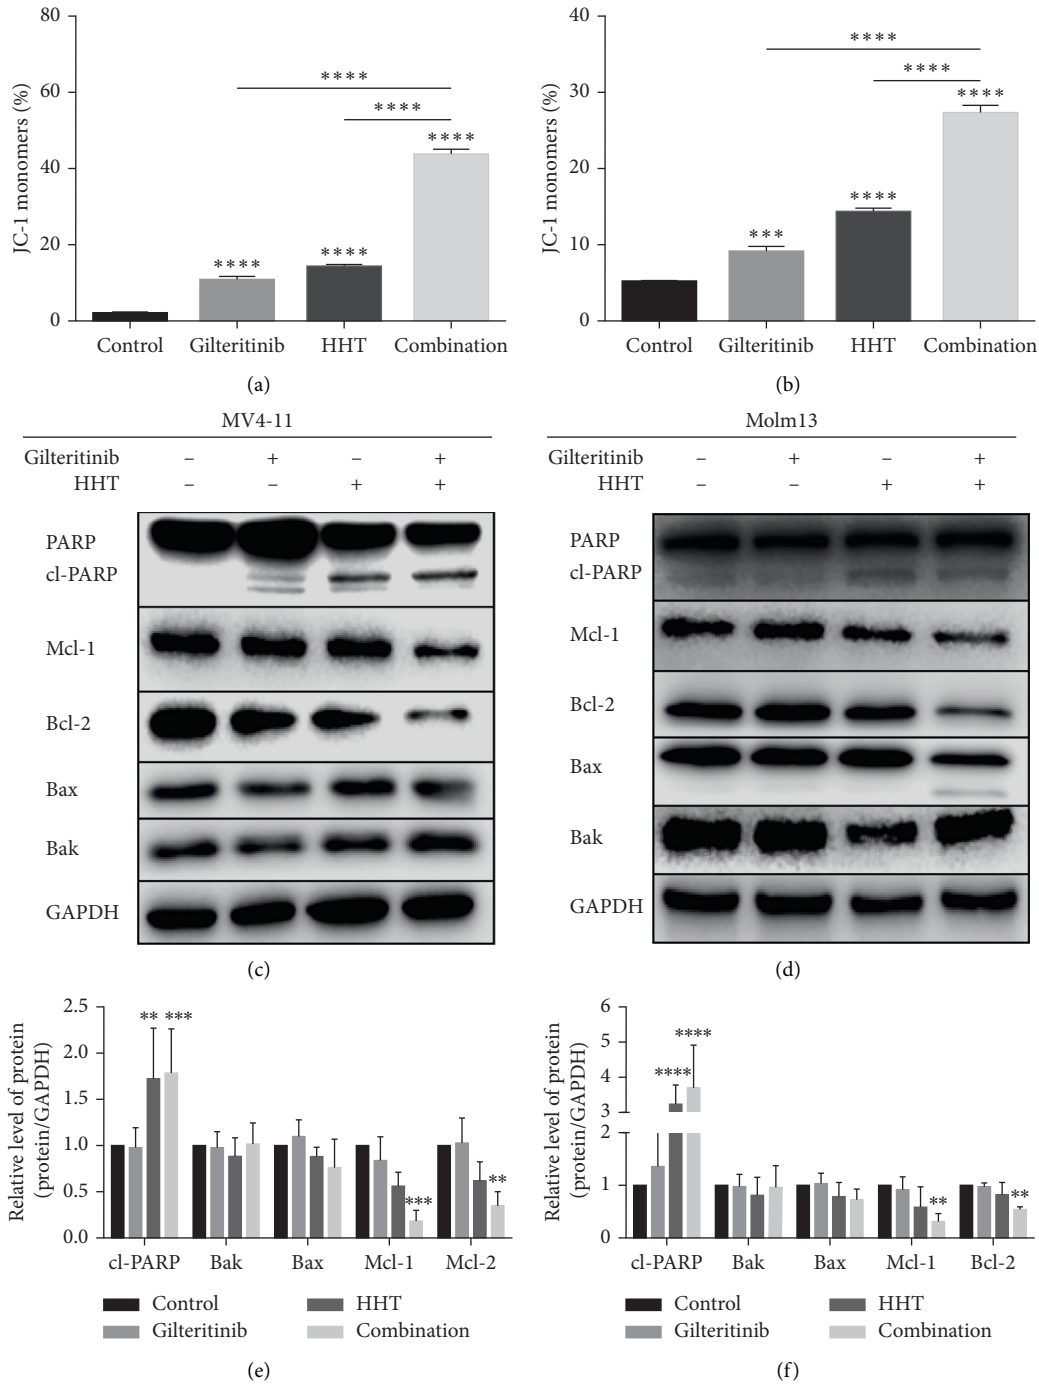 80
60
40
20
0
JC-1 monomers (%)
****
****
****
****
****
Control Gilteritinib HHT Combination
(a)
40
30
20
10
0
JC-1 monomers (%)
****
****
****
****
***
Control Gilteritinib HHT Combination
(b)
MV4-11
Gilteritinib – + – +
HHT – – + +
PARP
cl-PARP
Mcl-1
Bcl-2
Bax
Bak
GAPDH
(c)
Molm13
Gilteritinib – + – +
HHT – – + +
PARP
cl-PARP
Mcl-1
Bcl-2
Bax
Bak
GAPDH
(d)
2.5
2.0
1.5
1.0
0.5
0.0
Relative level of protein
(protein/GAPDH)
** ***
***
**
cl-PARP Bak Bax Mcl-1 Mcl-2
Control
Gilteritinib
HHT
Combination
(e)
6
5
4
3
2
1
0
Relative level of protein
(protein/GAPDH)
****
****
**
**
cl-PARP Bak Bax Mcl-1 Bcl-2
Control
Gilteritinib
HHT
Combination
(f)